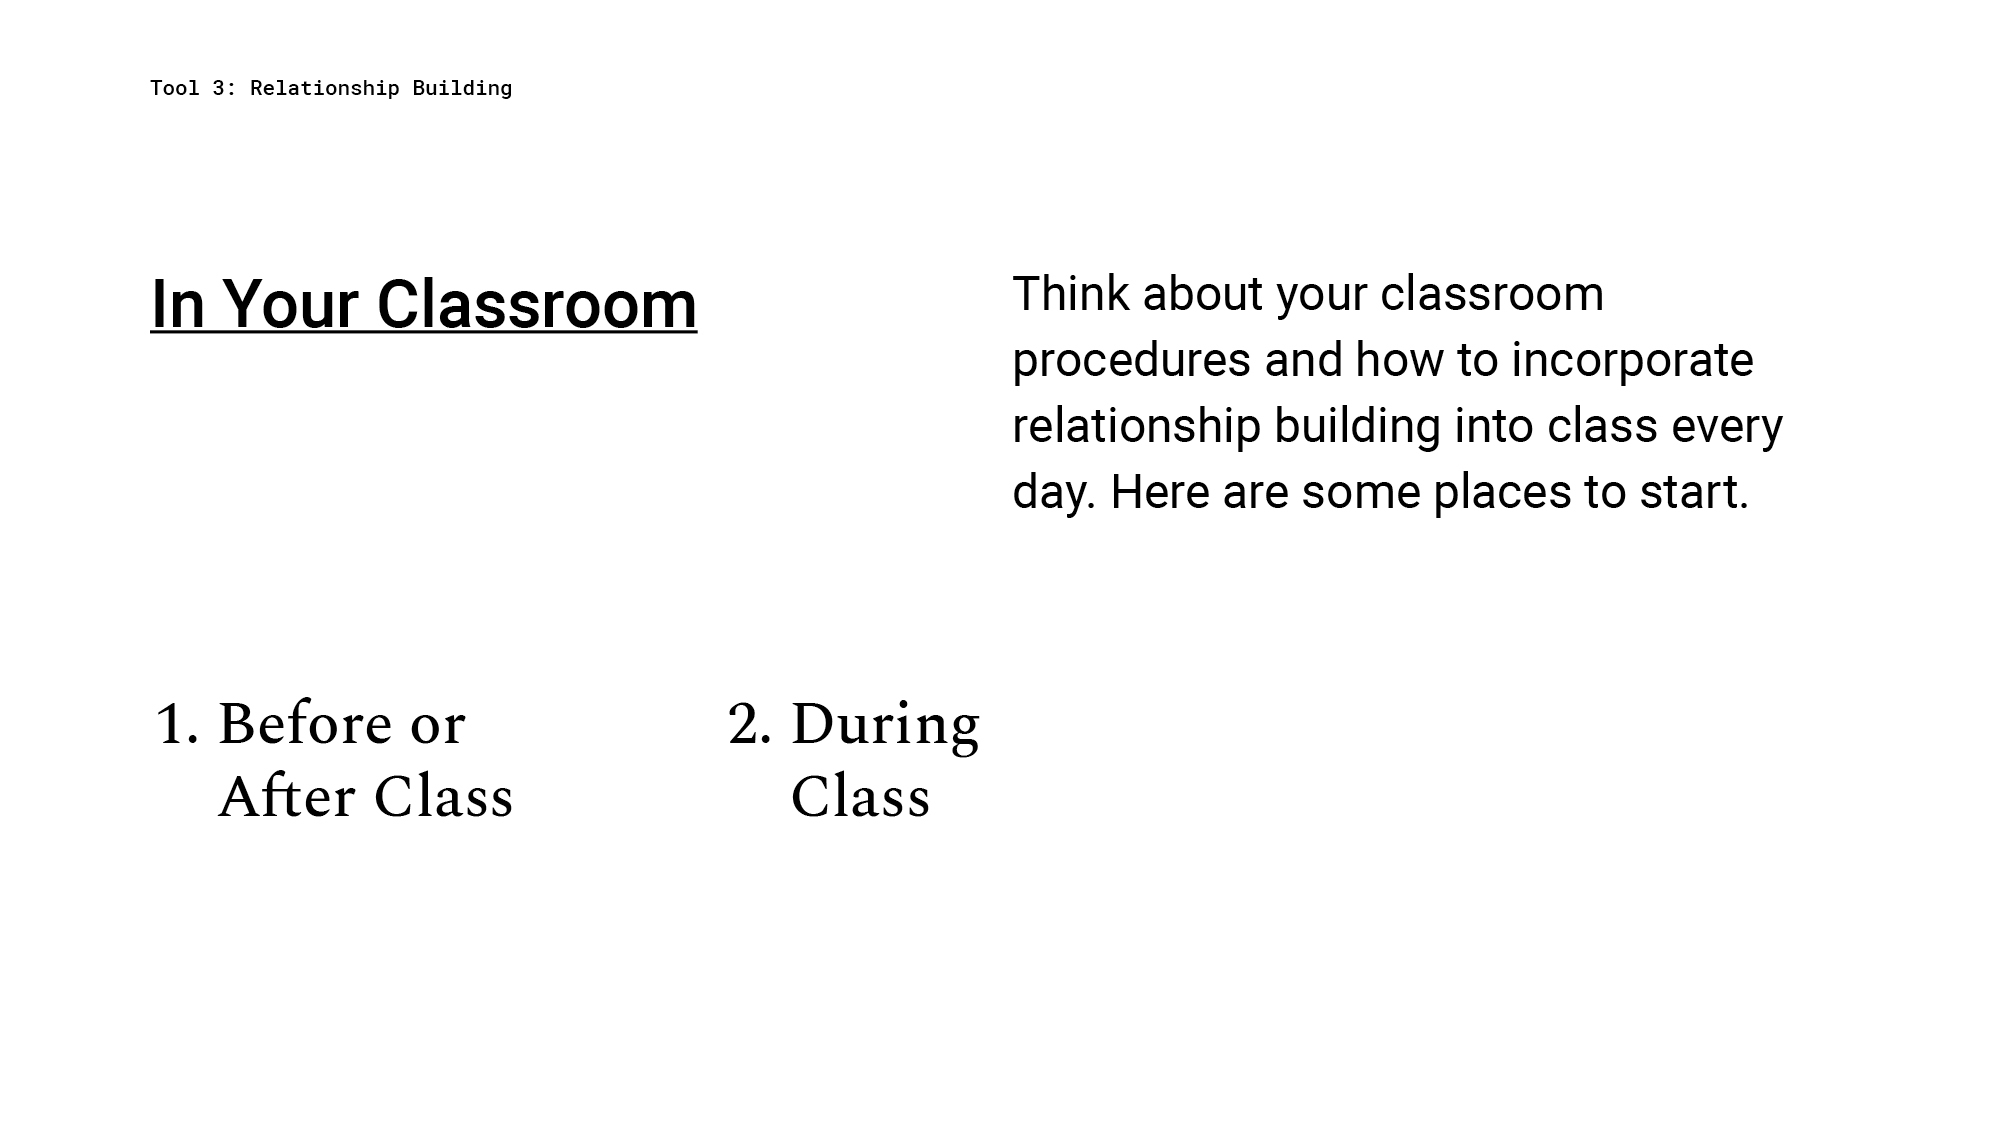 Tool 3: Relationship Building
In Your Classroom
Think about your classroom
procedures and how to incorporate
relationship building into class every
day. Here are some places to start.
1. Before or
After Class
2. During
Class